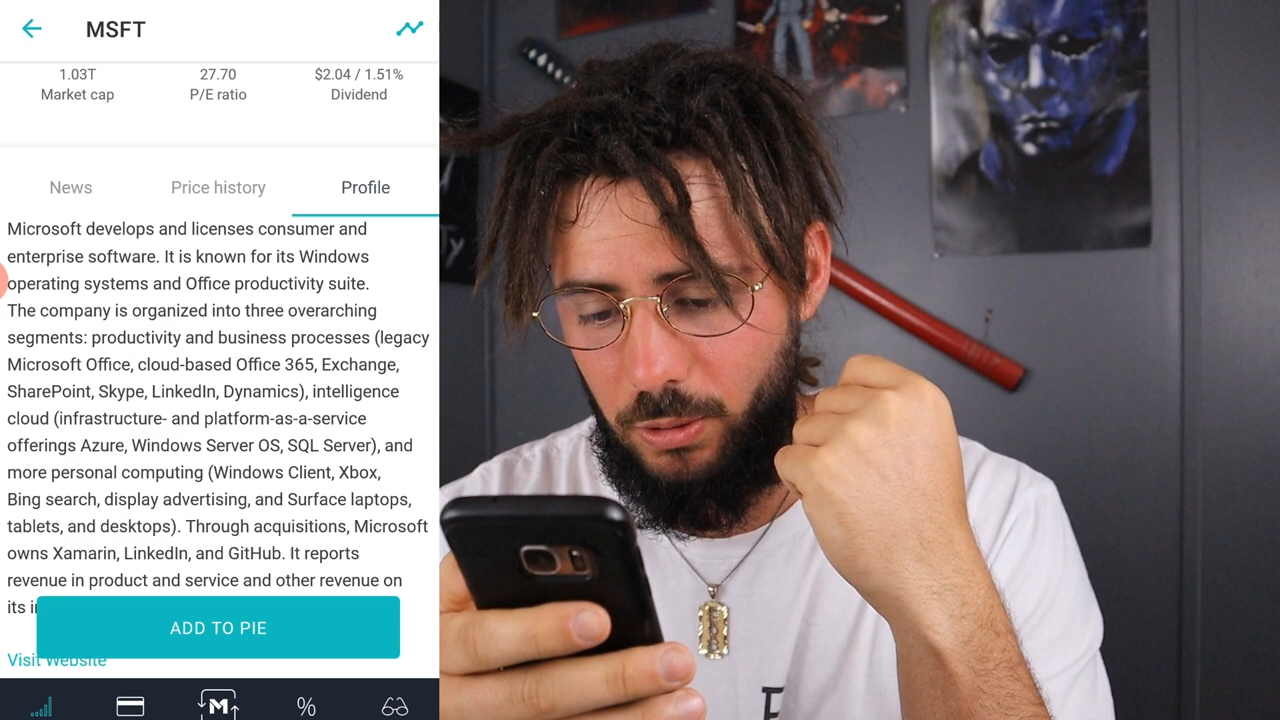 MSFT
1.03T 27.70 $2.04 / 1.51%
Market cap P/E ratio Dividend
News Price history Profile
Microsoft develops and licenses consumer and
enterprise software. It is known for its Windows
operating systems and Office productivity suite.
The company is organized into three overarching
segments: productivity and business processes (legacy
Microsoft Office, cloud-based Office 365, Exchange,
SharePoint, Skype, LinkedIn, Dynamics), intelligence
cloud (infrastructure- and platform-as-a-service
offerings Azure, Windows Server OS, SQL Server), and
more personal computing (Windows Client, Xbox,
Bing search, display advertising, and Surface laptops,
tablets, and desktops). Through acquisitions, Microsoft
owns Xamarin, LinkedIn, and GitHub. It reports
revenue in product and service and other revenue on
its
ADD TO PIE
Visit Website
M
%